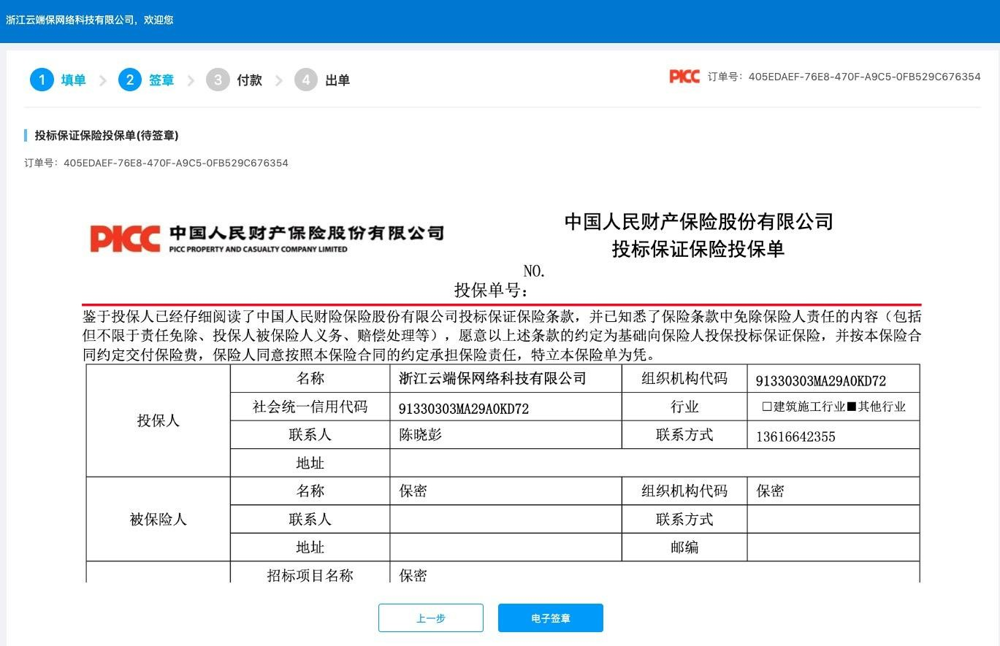 浙江云端保网络科技有限公司，欢迎您
1 填单 2 签章 3 付款 4 出单
PICC 订单号：405EDAEF-76E8-470F-A9C5-0FB529C676354
投标保证保险投保单(待签章)
订单号：405EDAEF-76E8-470F-A9C5-0FB529C676354
PICC 中国人民财产保险股份有限公司
PICC PROPERTY AND CASUALTY COMPANY LIMITED
中国人民财产保险股份有限公司
投标保证保险投保单
NO.
投保单号：
鉴于投保人已经仔细阅读了中国人民财险保险股份有限公司投标保证保险条款，并已知悉了保险条款中免除保险人责任的内容（包括
但不限于责任免除、投保人被保险人义务、赔偿处理等），愿意以上述条款的约定为基础向保险人投保投标保证保险，并按本保险合
同约定交付保险费，保险人同意按照本保险合同的约定承担保险责任，特立本保险单为凭。
投保人
名称 浙江云端保网络科技有限公司 组织机构代码 91330303MA29A0KD72
社会统一信用代码 91330303MA29A0KD72 行业 □建筑施工行业■其他行业
联系人 陈晓彭 联系方式 13616642355
地址
被保险人
名称 保密 组织机构代码 保密
联系人 联系方式
地址 邮编
招标项目名称 保密
上一步 电子签章